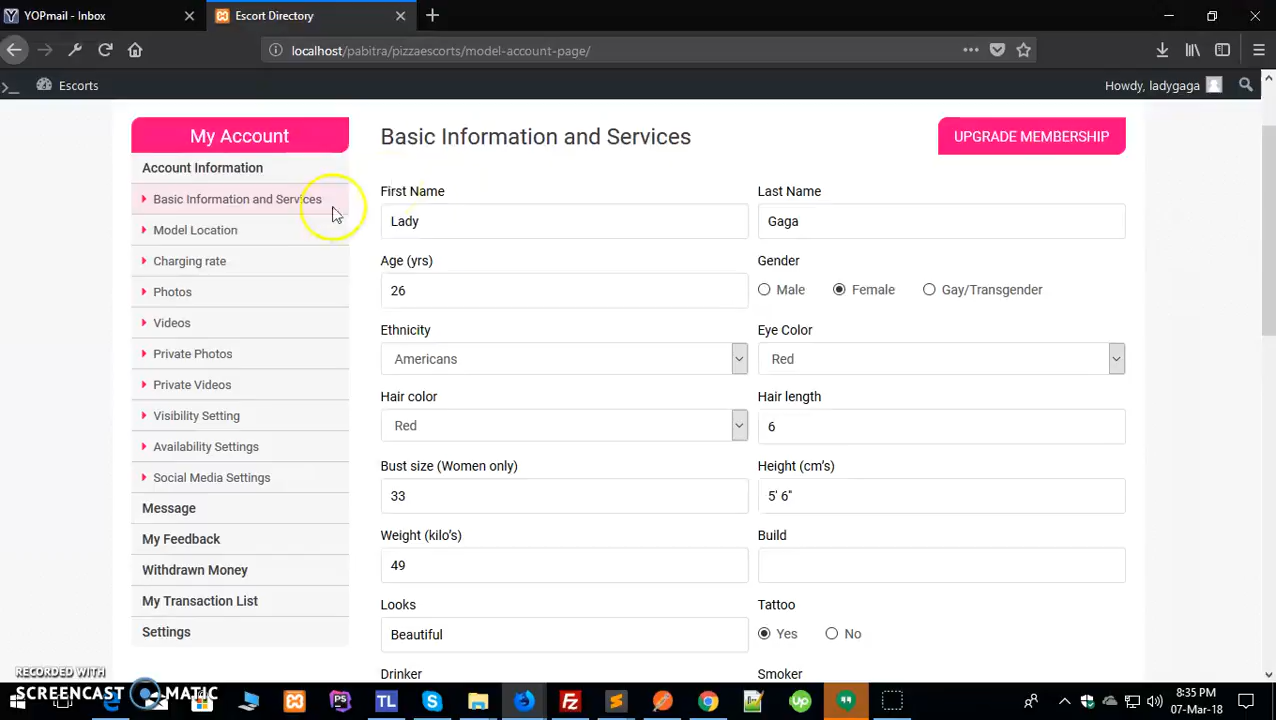 YOPmail - Inbox
Escort Directory
localhost/pabitra/pizzaescorts/model-account-page/
Escorts
Howdy, ladygaga
My Account
Account Information
Basic Information and Services
Model Location
Charging rate
Photos
Videos
Private Photos
Private Videos
Visibility Setting
Availability Settings
Social Media Settings
Message
My Feedback
Withdrawn Money
My Transaction List
Settings
Basic Information and Services
UPGRADE MEMBERSHIP
First Name
Last Name
Lady
Gaga
Age (yrs)
Gender
26
Male
Female
Gay/Transgender
Ethnicity
Eye Color
Americans
Red
Hair color
Hair length
Red
6
Bust size (Women only)
Height (cm's)
33
5' 6"
Weight (kilo's)
Build
49
Looks
Tattoo
Beautiful
Yes
No
Drinker
Smoker
RECORDED WITH
SCREENCAST MATIC
PS
TL
Up
8:35 PM
07-Mar-18